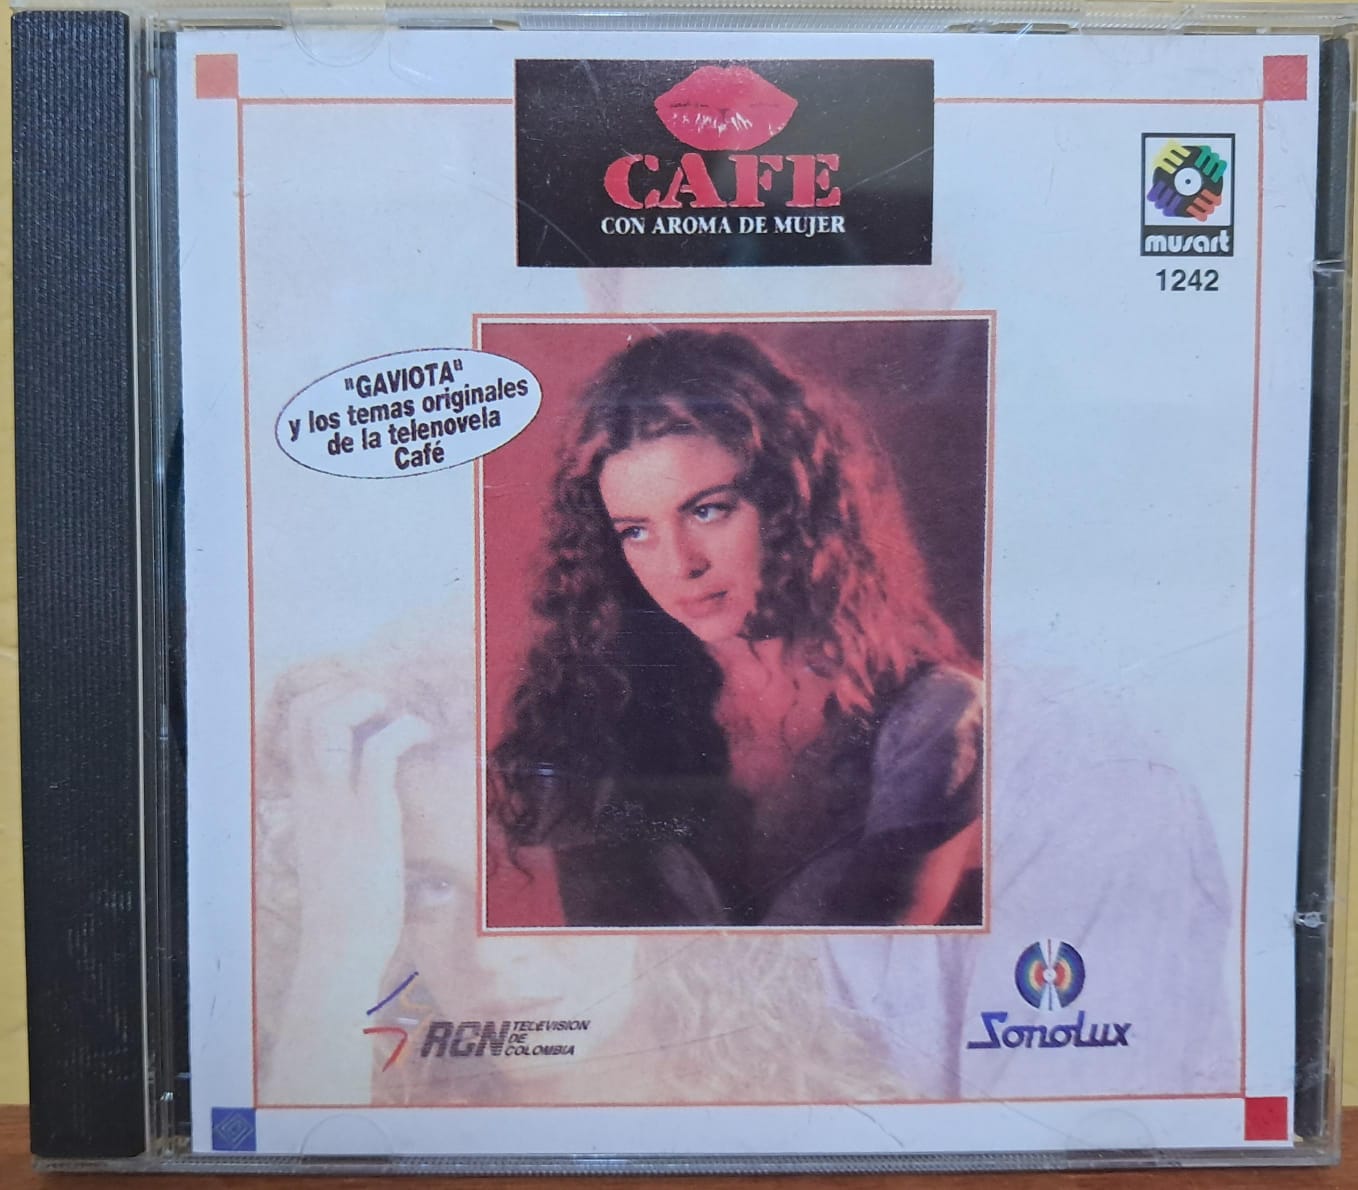 CAFE
CON AROMA DE MUJER
musart
1242
"GAVIOTA"
y los temas originales
de la telenovela
Café
RCN TELEVISION
DE
COLOMBIA
Sonolux